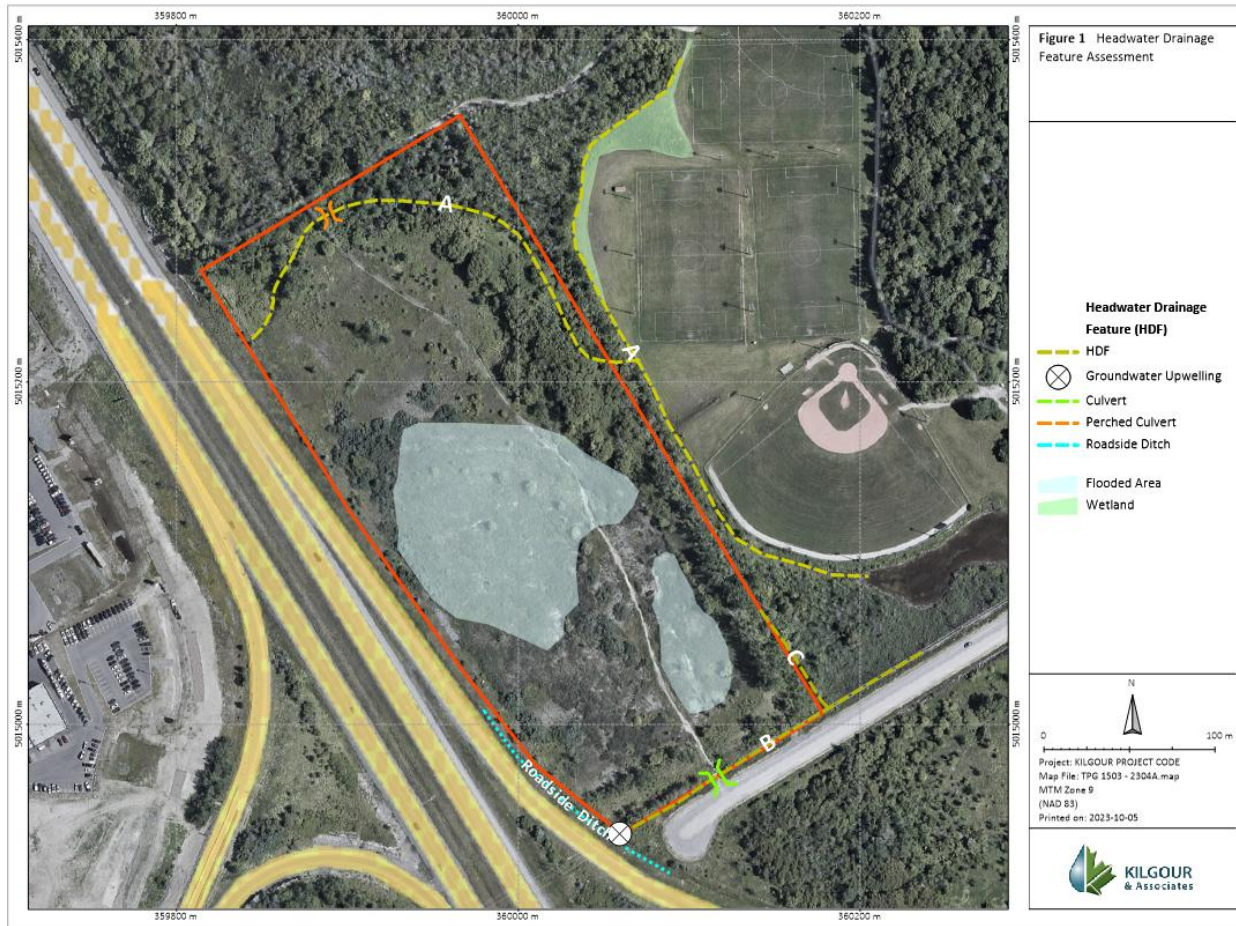 359800 m
360000 m
360200 m
5015400 m
5015400 m
5015200 m
5015200 m
5015000 m
5015000 m
A
A
C
B
Roadside Ditch
359800 m
360000 m
360200 m
Figure 1 Headwater Drainage
Feature Assessment
Headwater Drainage
Feature (HDF)
HDF
Groundwater Upwelling
Culvert
Perched Culvert
Roadside Ditch
Flooded Area
Wetland
N
0 100 m
Project: KILGOUR PROJECT CODE
Map File: TPG 1503 - 2304A.map
MTM Zone 9
(NAD 83)
Printed on: 2023-10-05
KILGOUR
& Associates